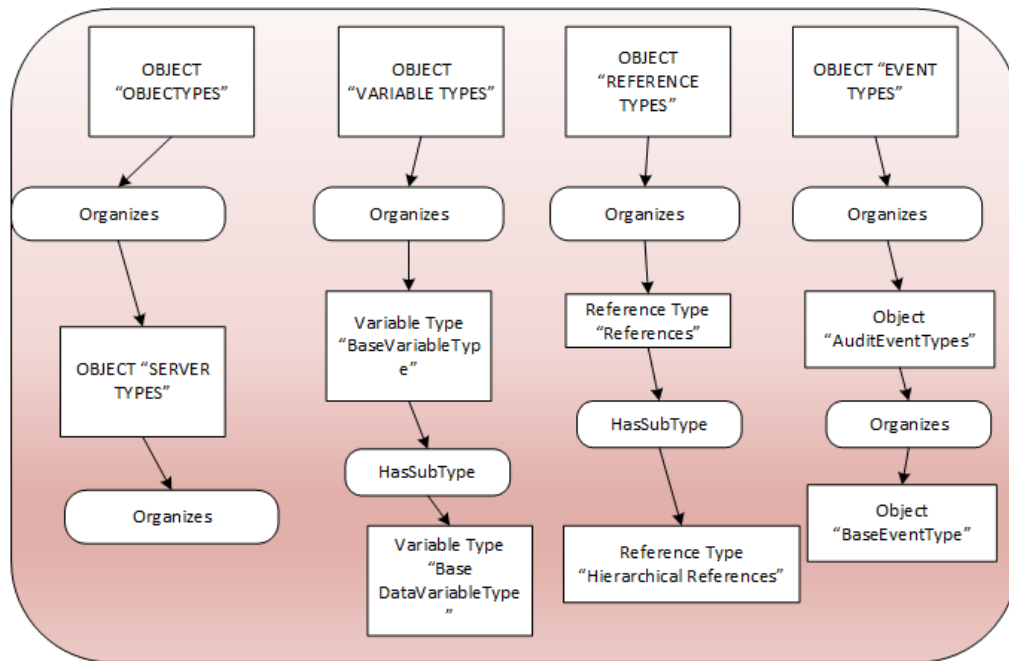 OBJECT
“OBJECTYPES”
Organizes
OBJECT “SERVER
TYPES”
Organizes
OBJECT
“VARIABLE TYPES”
Organizes
Variable Type
“BaseVariableTyp
e”
HasSubType
Variable Type
“Base
DataVariableType
”
OBJECT
“REFERENCE
TYPES”
Organizes
Reference Type
“References”
HasSubType
Reference Type
“Hierarchical References”
OBJECT “EVENT
TYPES”
Organizes
Object
“AuditEventTypes”
Organizes
Object
“BaseEventType”